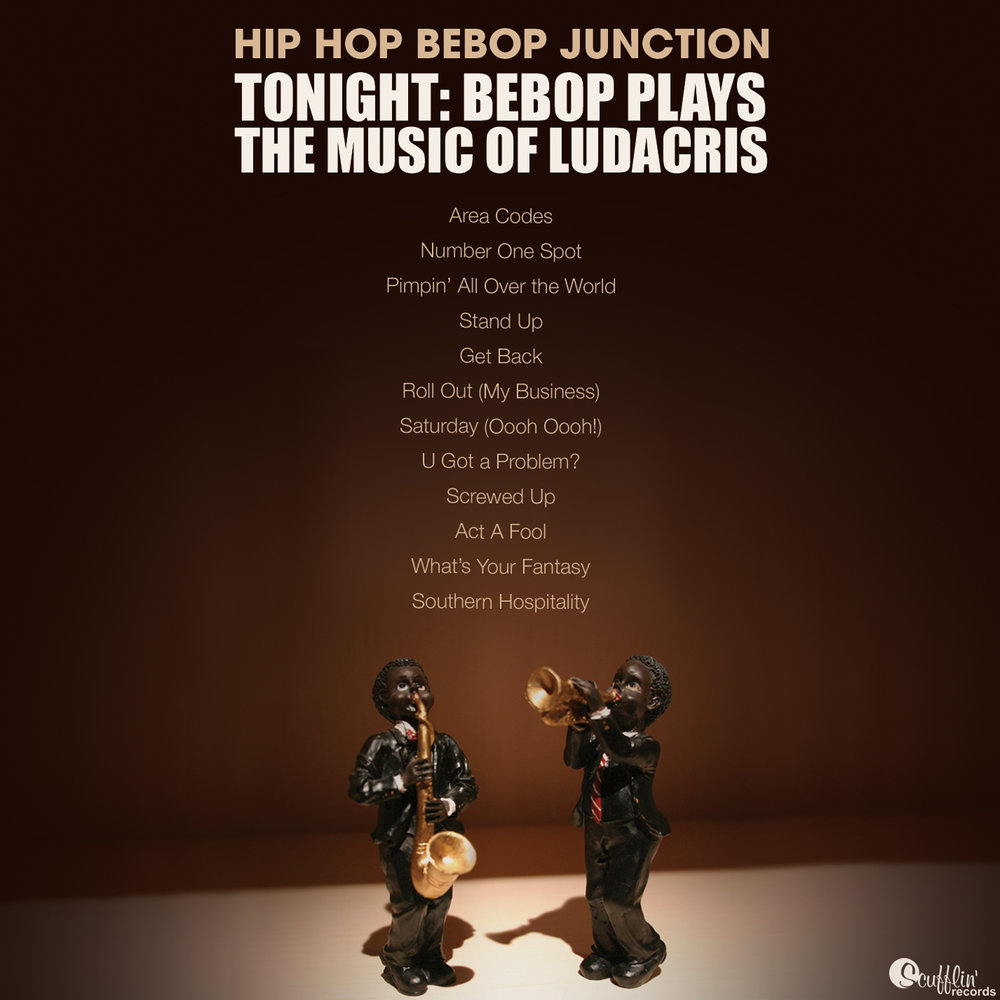 HIP HOP BEBOP JUNCTION
TONIGHT: BEBOP PLAYS
THE MUSIC OF LUDACRIS
Area Codes
Number One Spot
Pimpin' All Over the World
Stand Up
Get Back
Roll Out (My Business)
Saturday (Oooh Oooh!)
U Got a Problem?
Screwed Up
Act A Fool
What's Your Fantasy
Southern Hospitality
Scufflin'
records